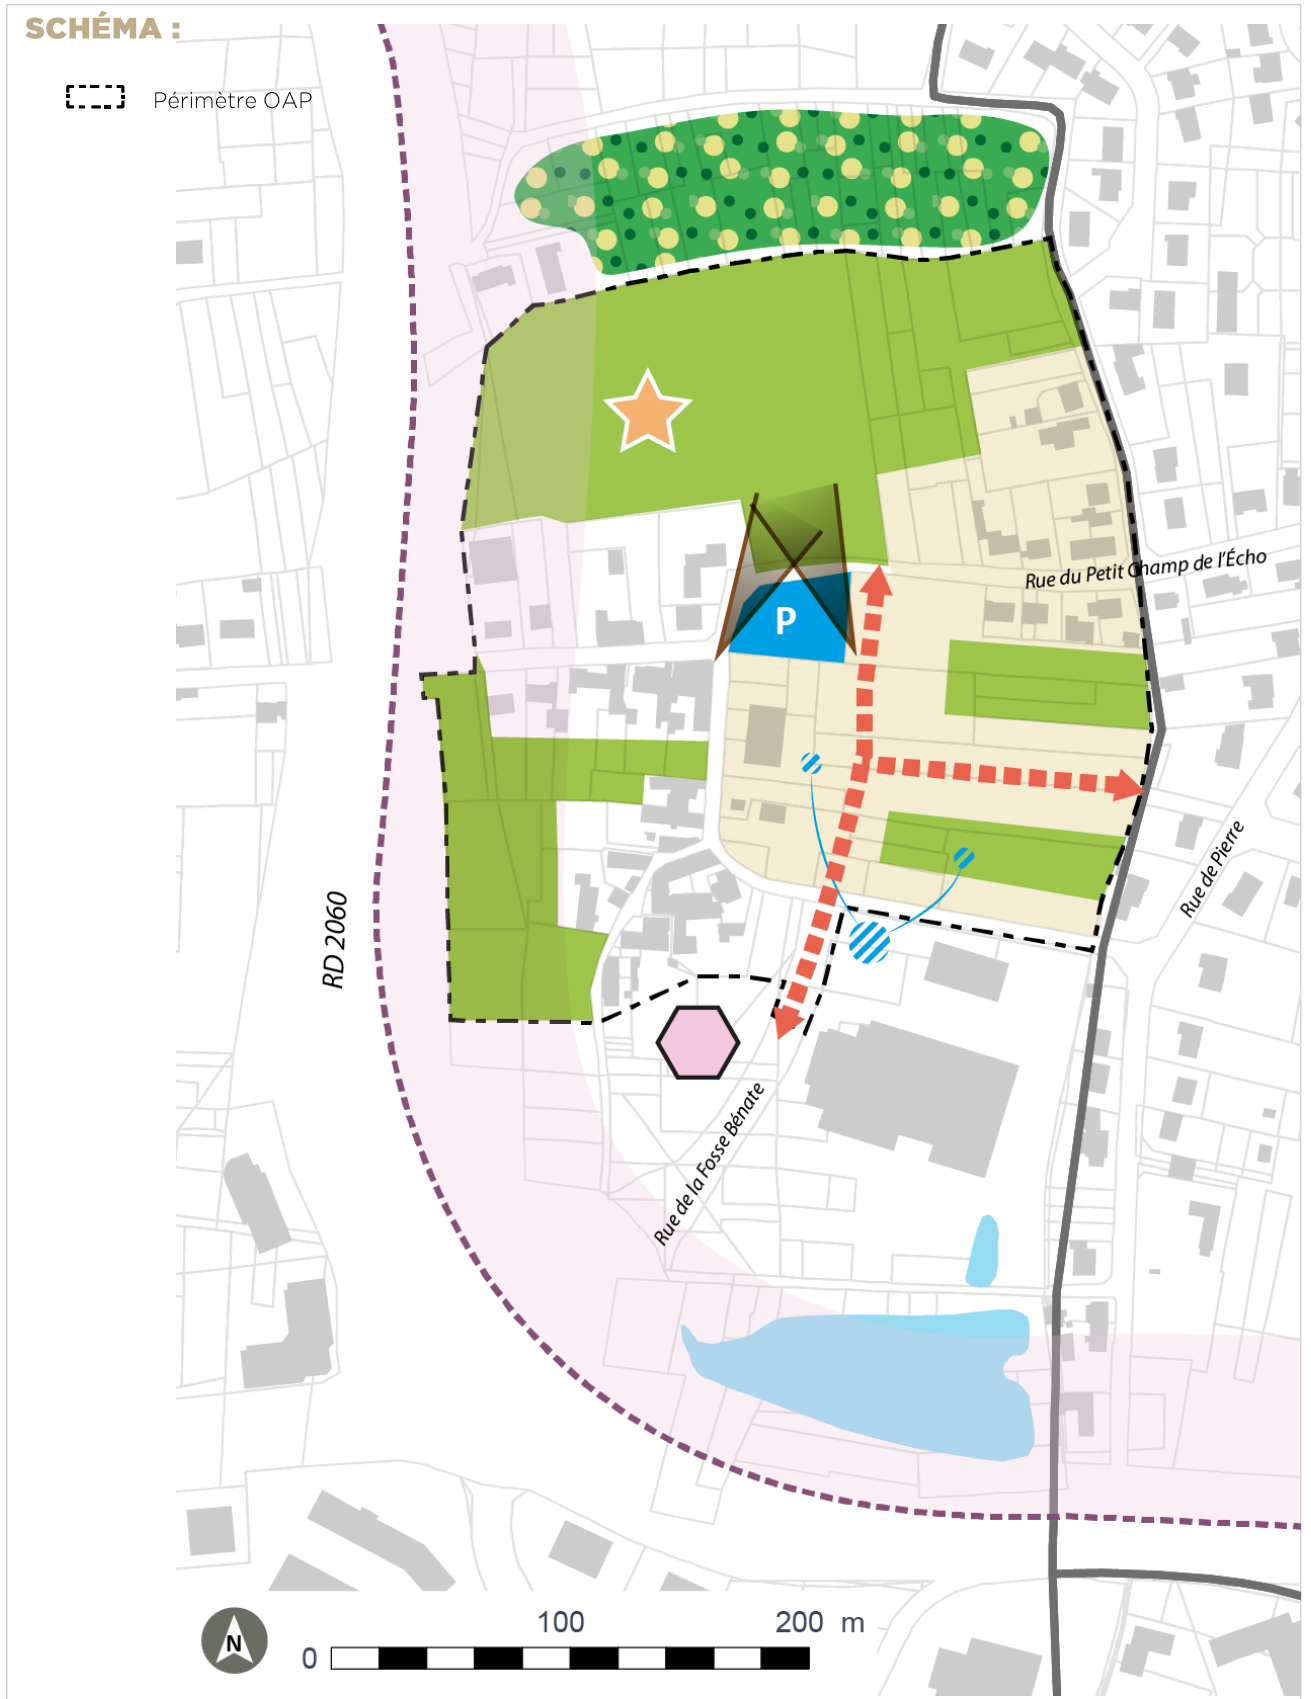 SCHÉMA :
Périmètre OAP
Rue du Petit Champ de l'Écho
P
Rue de Pierre
RD 2060
Rue de la Fosse Bénate
N
0
100
200 m